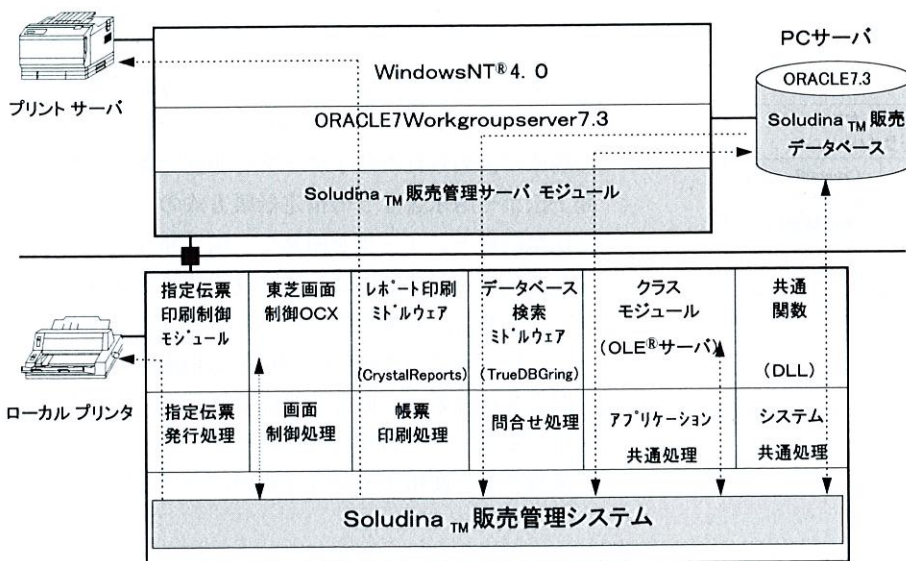 プリント サーバ
WindowsNT®4. 0
ORACLE7Workgroupserver7.3
Soludina TM 販売管理サーバ モジュール
PCサーバ
ORACLE7.3
Soludina TM 販売
データベース
指定伝票
印刷制御
モジュール
東芝画面
制御OCX
レポート印刷
ミドルウェア
(CrystalReports)
データベース
検索
ミドルウェア
(TrueDBGring)
クラス
モジュール
(OLE®サーバ)
共通
関数
(DLL)
ローカル プリンタ
指定伝票
発行処理
画面
制御処理
帳票
印刷処理
問合せ処理
アプリケーション
共通処理
システム
共通処理
Soludina TM 販売管理システム